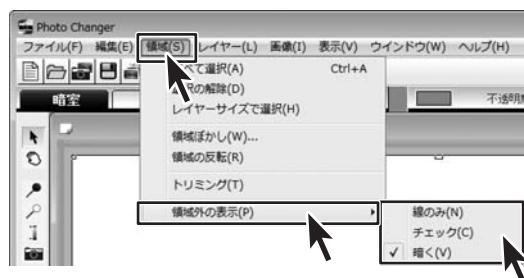 Photo Changer
ファイル(F) 編集(E) 領域(S) レイヤー(L) 画像(I) 表示(V) ウインドウ(W) ヘルプ(H)
べて選択(A) Ctrl+A
の解除(D)
レイヤーサイズで選択(H)
暗室 不透明
領域ぼかし(W)...
領域の反転(R)
トリミング(T)
領域外の表示(P)
線のみ(N)
チェック(C)
✓ 暗く(V)